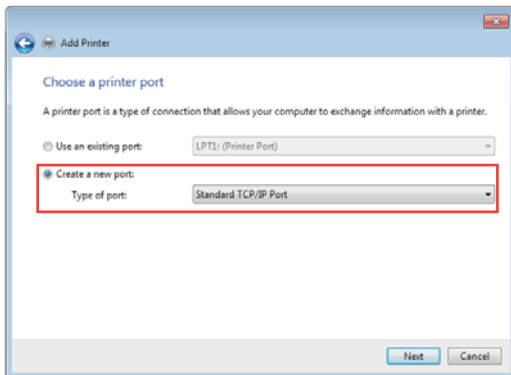 Add Printer
Choose a printer port
A printer port is a type of connection that allows your computer to exchange information with a printer.
Use an existing port: LPT1: (Printer Port)
Create a new port:
Type of port: Standard TCP/IP Port
Next Cancel